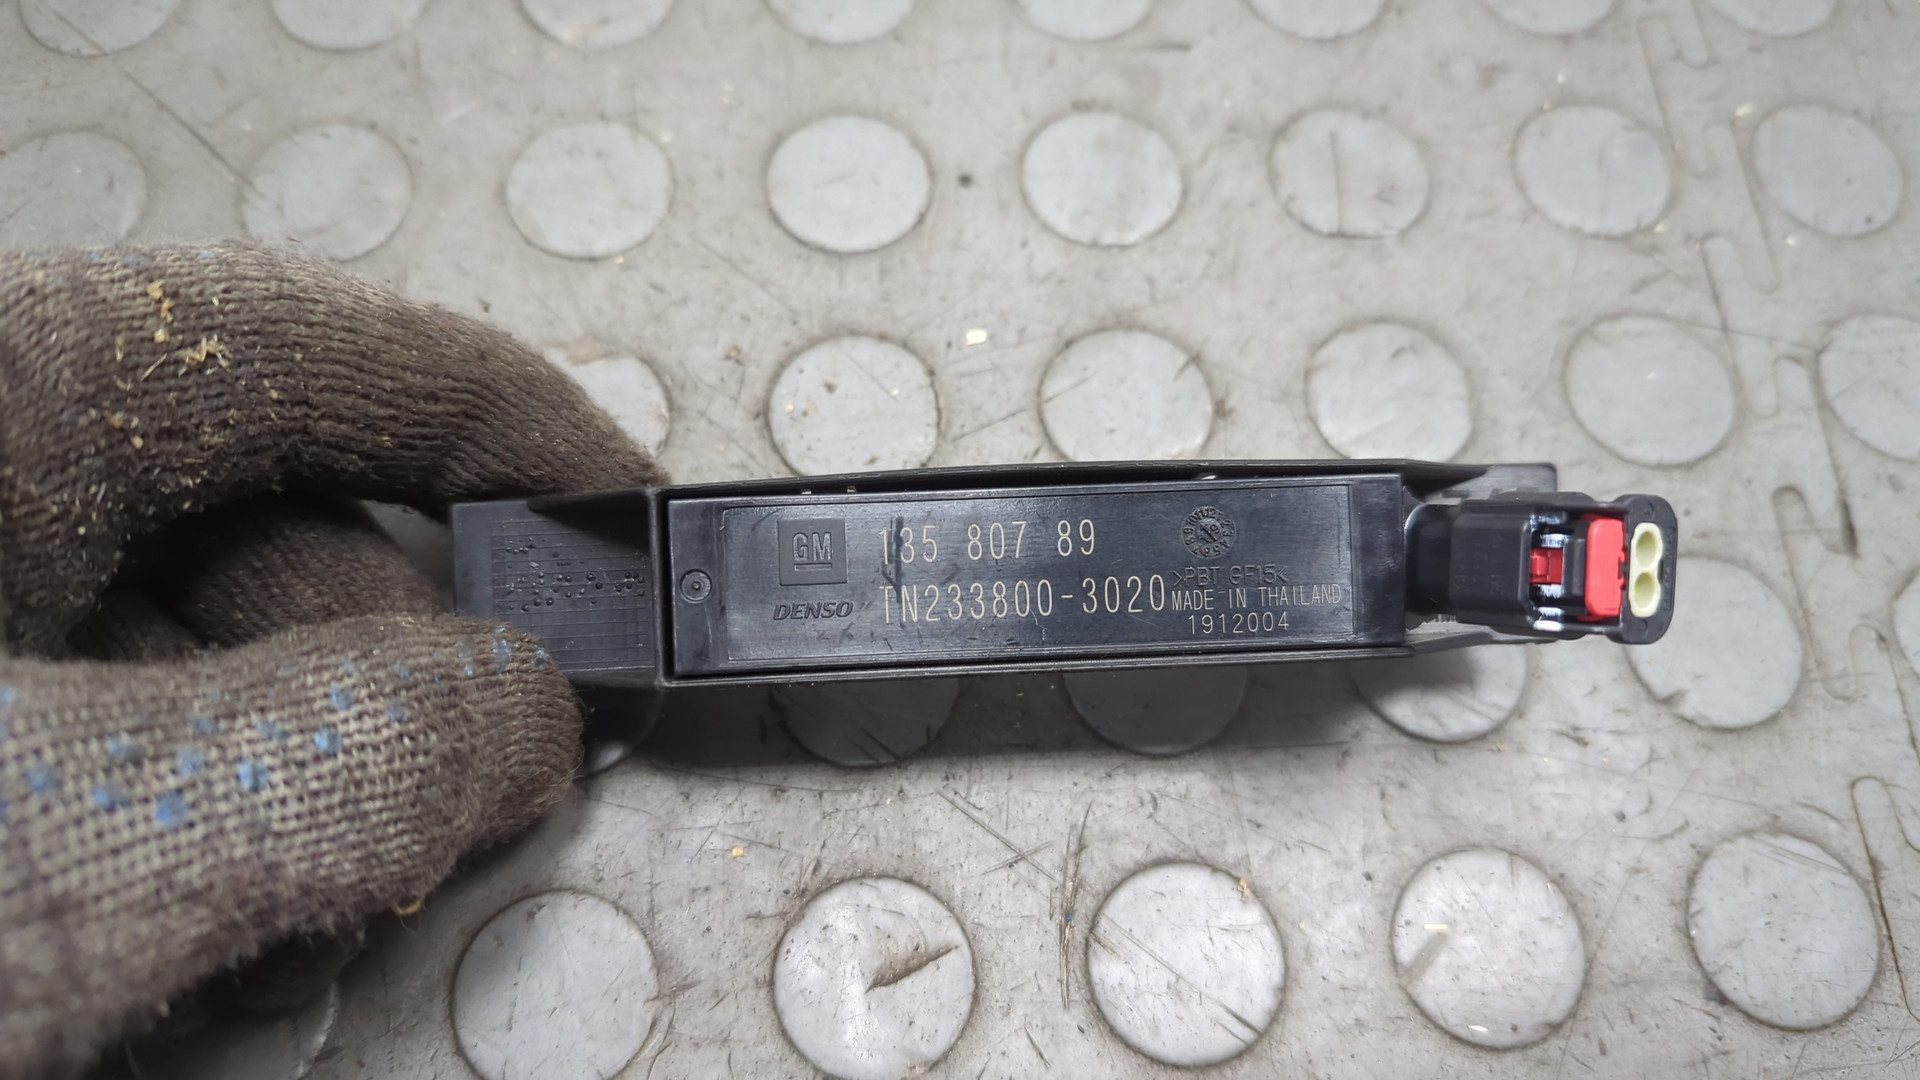 GM
135 807 89
DENSO
TN233800-3020
>PBT GF15<
MADE IN THAILAND
1912004